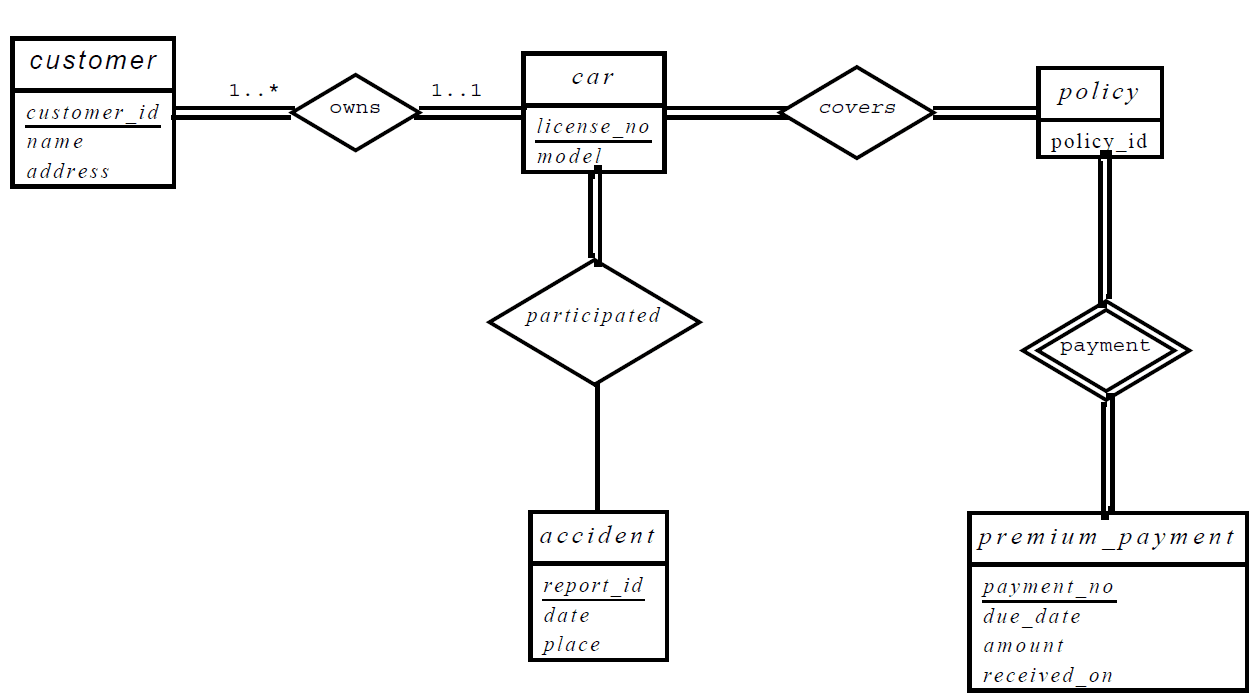 customer
customer_id
name
address
1..*
owns
1..1
car
license_no
model
covers
policy
policy_id
participated
payment
accident
report_id
date
place
premium_payment
payment_no
due_date
amount
received_on